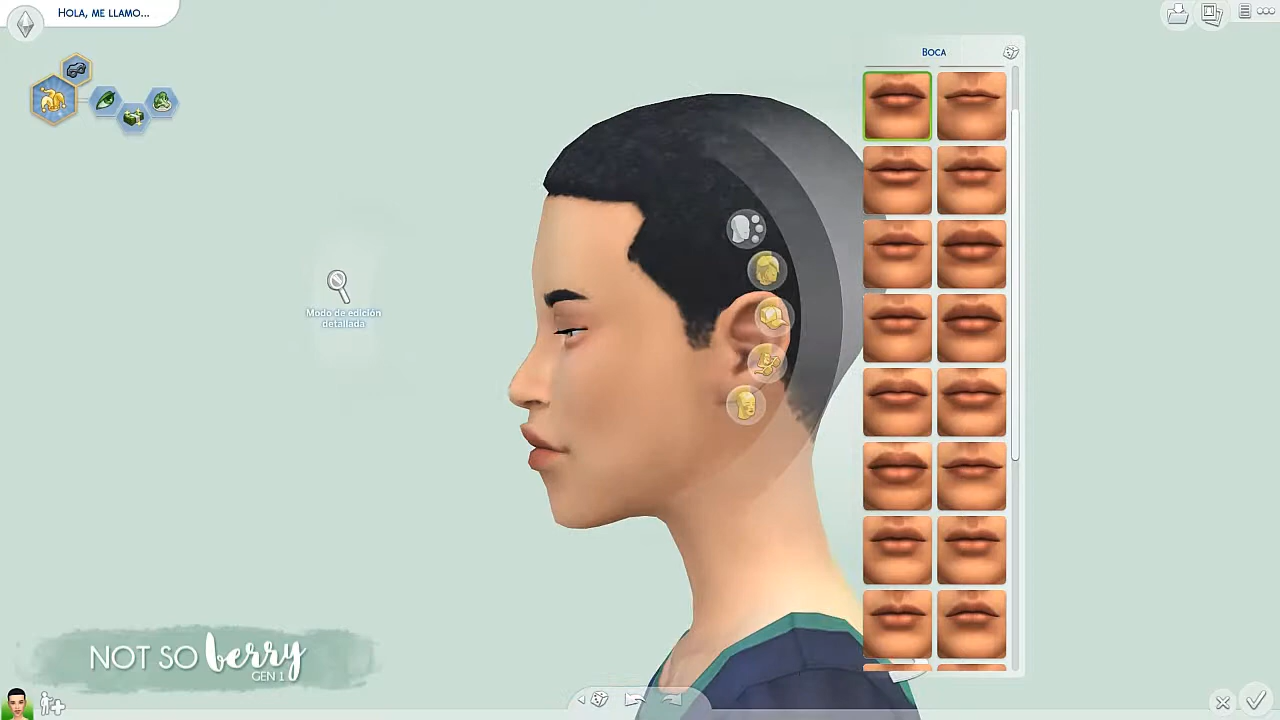 HOLA, ME LLAMO...
BOCA
Modo de edición
detallada
NOT SO berry
GEN 1